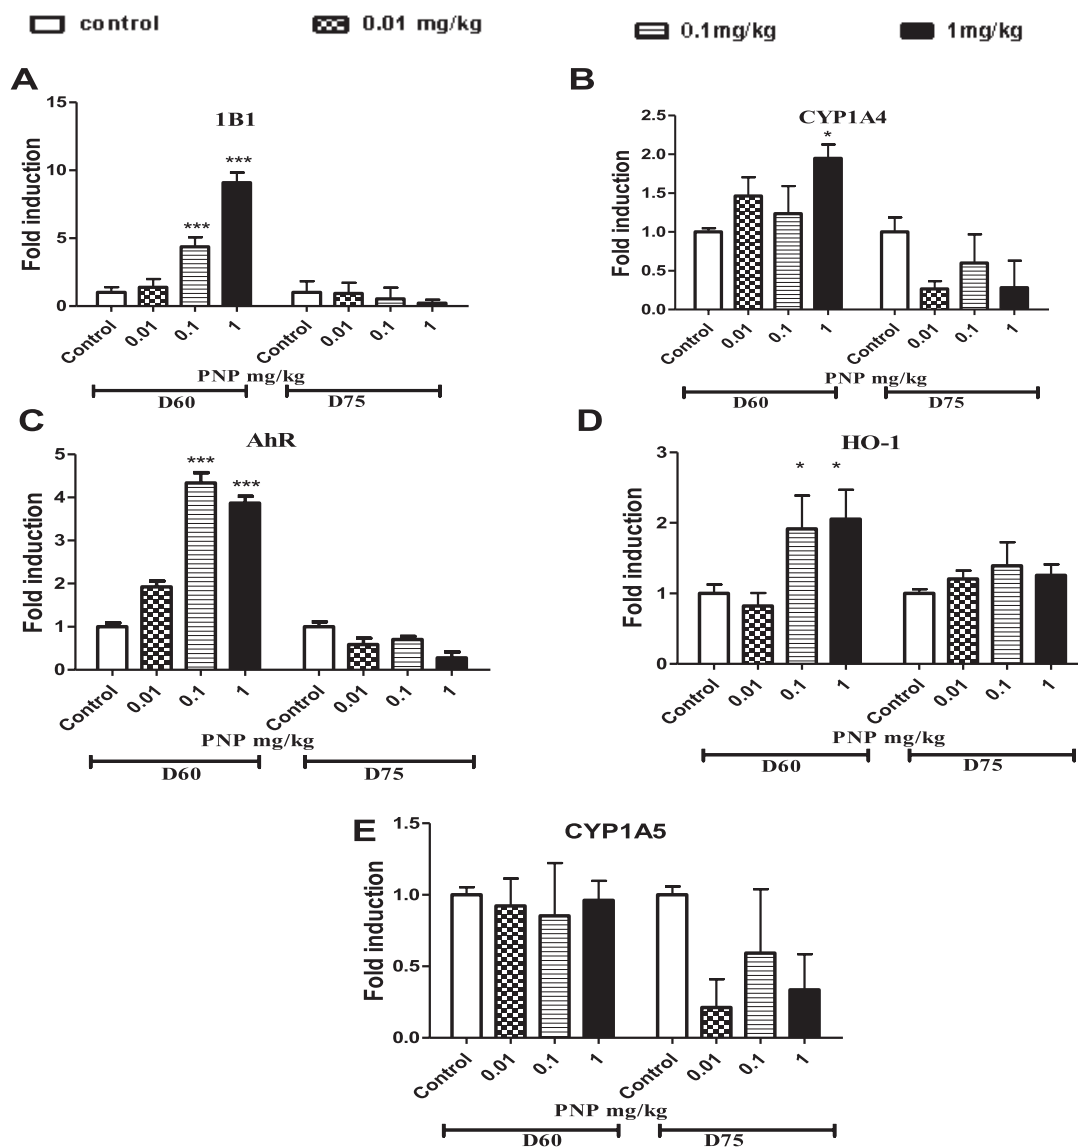 control 0.01 mg/kg 0.1mg/kg 1mg/kg
A
1B1
Fold induction
15
10
5
0
*** ***
Control 0.01 0.1 1 Control 0.01 0.1 1
PNP mg/kg
D60 D75
B
CYP1A4
Fold induction
2.5
2.0
1.5
1.0
0.5
0.0
*
Control 0.01 0.1 1 Control 0.01 0.1 1
PNP mg/kg
D60 D75
C
AhR
Fold induction
5
4
3
2
1
0
*** ***
Control 0.01 0.1 1 Control 0.01 0.1 1
PNP mg/kg
D60 D75
D
HO-1
Fold induction
3
2
1
0
* *
Control 0.01 0.1 1 Control 0.01 0.1 1
PNP mg/kg
D60 D75
E
CYP1A5
Fold induction
1.5
1.0
0.5
0.0
Control 0.01 0.1 1 Control 0.01 0.1 1
PNP mg/kg
D60 D75